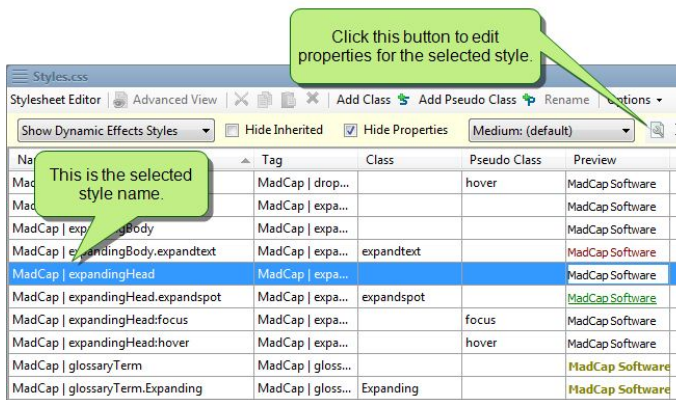 Click this button to edit
properties for the selected style.
Styles.css
Stylesheet Editor Advanced View Add Class Add Pseudo Class Rename Options
Show Dynamic Effects Styles Hide Inherited Hide Properties Medium: (default)
This is the selected
style name.
Tag Class Pseudo Class Preview
MadCap | drop... hover MadCap Software
MadCap | expa... MadCap Software
MadCap | expandingBody MadCap | expa... MadCap Software
MadCap | expandingBody.expandtext MadCap | expa... expandtext MadCap Software
MadCap | expandingHead MadCap | expa... MadCap Software
MadCap | expandingHead.expandspot MadCap | expa... expandspot MadCap Software
MadCap | expandingHead:focus MadCap | expa... focus MadCap Software
MadCap | expandingHead:hover MadCap | expa... hover MadCap Software
MadCap | glossaryTerm MadCap | gloss... MadCap Software
MadCap | glossaryTerm.Expanding MadCap | gloss... Expanding MadCap Software